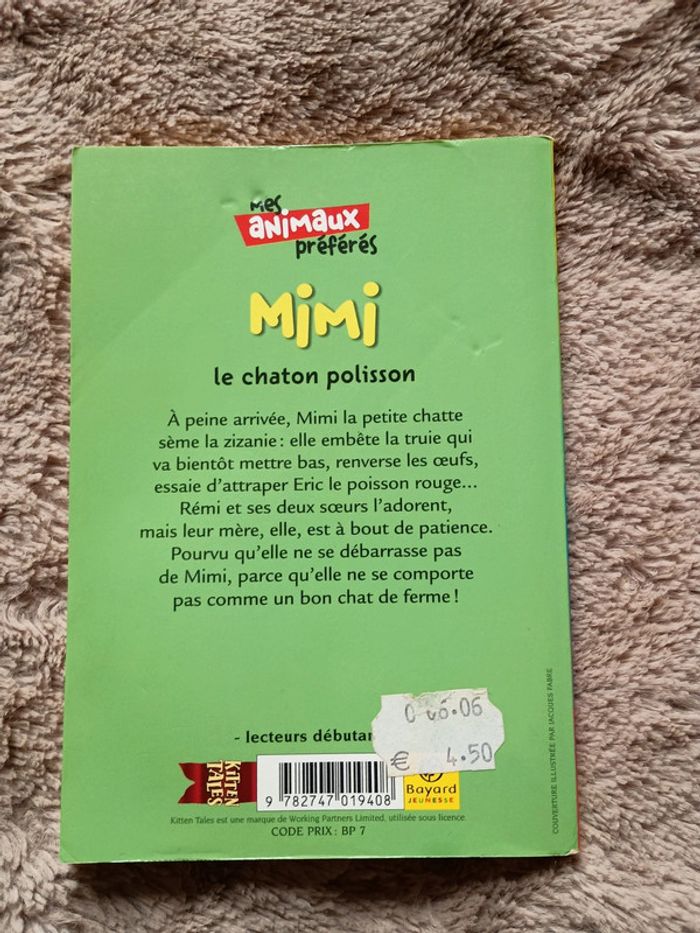 mes
animaux
préférés
Mimi
le chaton polisson
À peine arrivée, Mimi la petite chatte
sème la zizanie : elle embête la truie qui
va bientôt mettre bas, renverse les œufs,
essaie d'attraper Eric le poisson rouge...
Rémi et ses deux sœurs l'adorent,
mais leur mère, elle, est à bout de patience.
Pourvu qu'elle ne se débarrasse pas
de Mimi, parce qu'elle ne se comporte
pas comme un bon chat de ferme !
- lecteurs
€ 4.50
KITTEN
TALES
9 782747 019408
Bayard
JEUNESSE
Kitten Tales est une marque de Working Partners Limited, utilisée sous licence.
CODE PRIX : BP 7
COUVERTURE ILLUSTRÉE PAR JACQUES FABRE